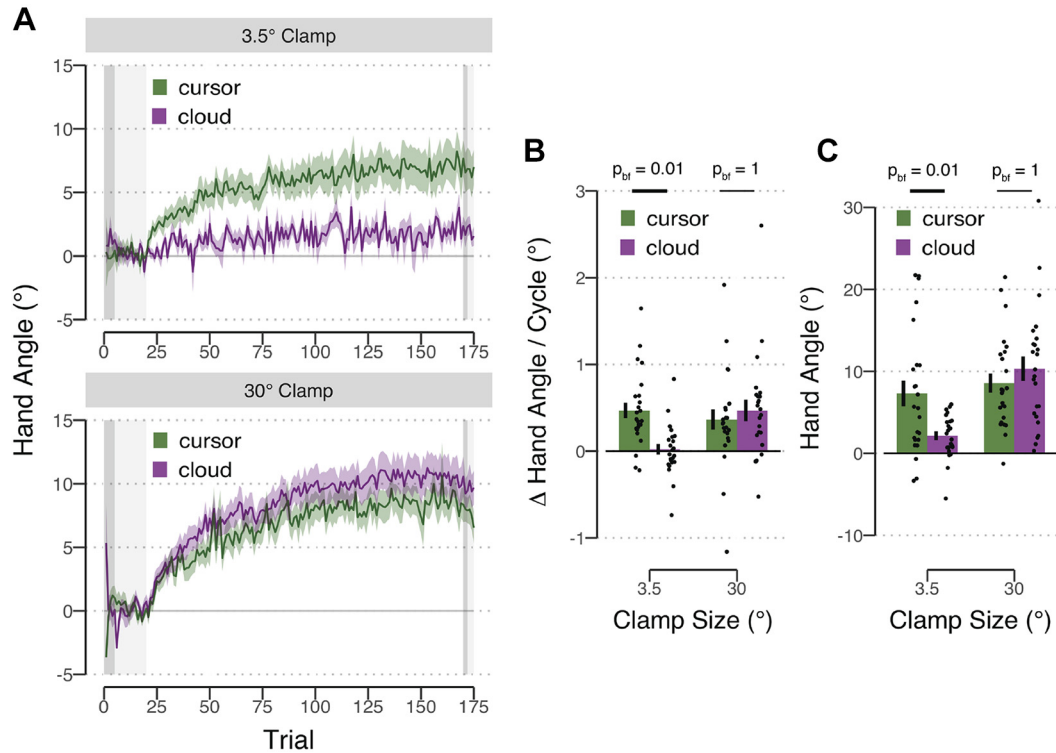 A
3.5° Clamp
15
10
5
0
-5
cursor
cloud
0 25 50 75 100 125 150 175
30° Clamp
15
10
5
0
-5
cursor
cloud
0 25 50 75 100 125 150 175
Hand Angle (°)
Trial
B
p_bf = 0.01 p_bf = 1
3
2
1
0
-1
cursor
cloud
Δ Hand Angle / Cycle (°)
3.5 30
Clamp Size (°)
C
p_bf = 0.01 p_bf = 1
30
20
10
0
-10
cursor
cloud
Hand Angle (°)
3.5 30
Clamp Size (°)